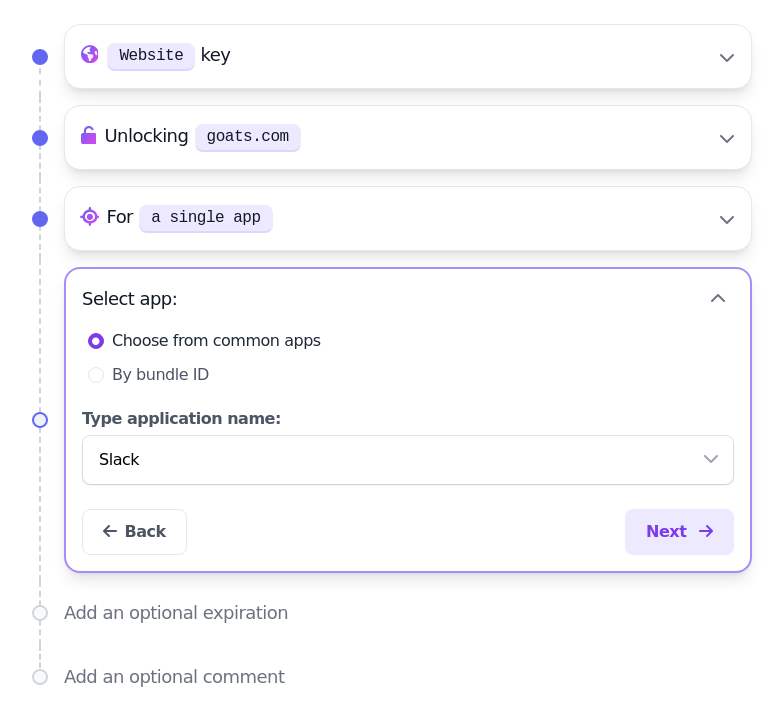 Website key
Unlocking goats.com
For a single app
Select app:
Choose from common apps
By bundle ID
Type application name:
Slack
Back
Next
Add an optional expiration
Add an optional comment